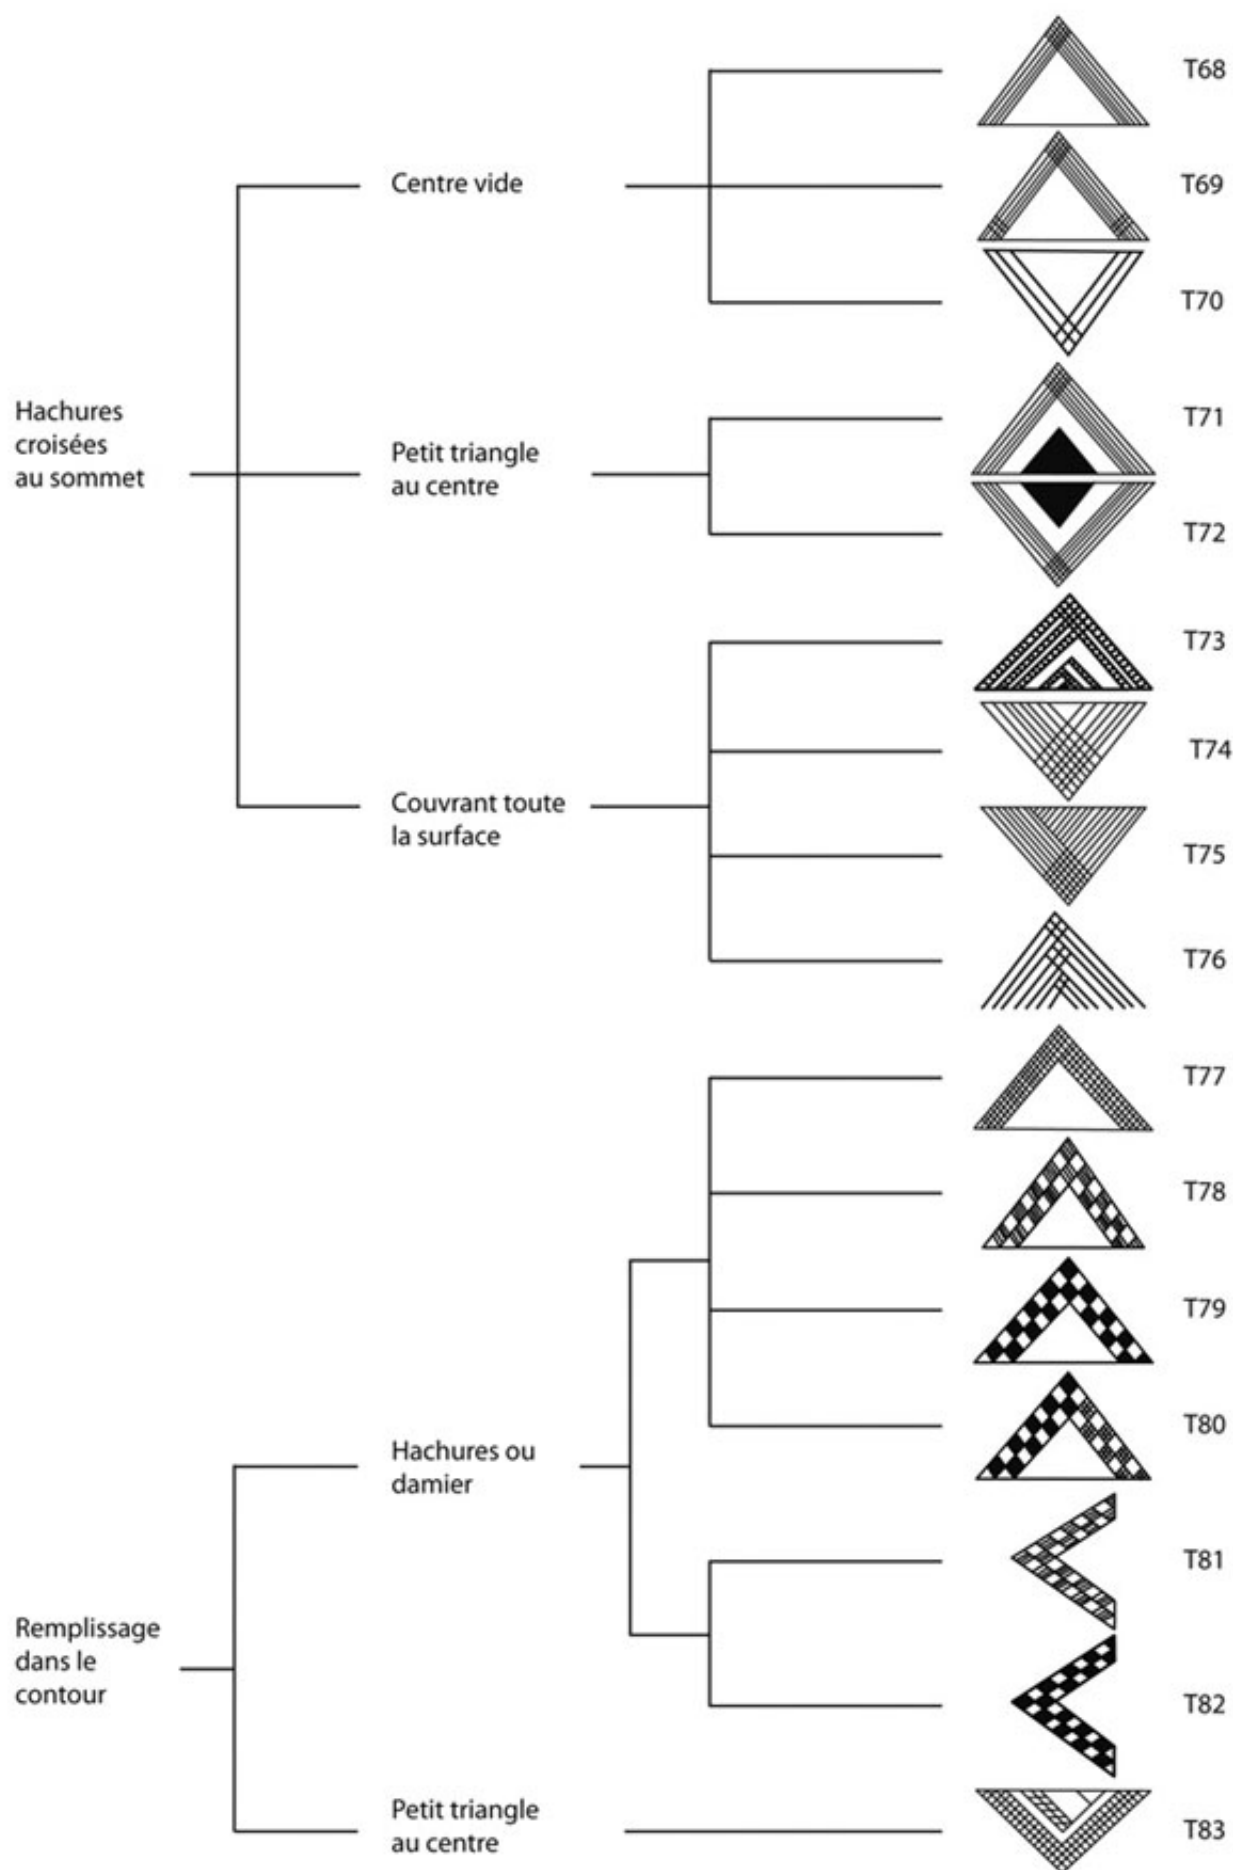 T68
Centre vide
T69
T70
Hachures
croisées
au sommet
Petit triangle
au centre
T71
T72
T73
T74
Couvrant toute
la surface
T75
T76
T77
T78
T79
T80
Hachures ou
damier
T81
Remplissage
dans le
contour
T82
Petit triangle
au centre
T83